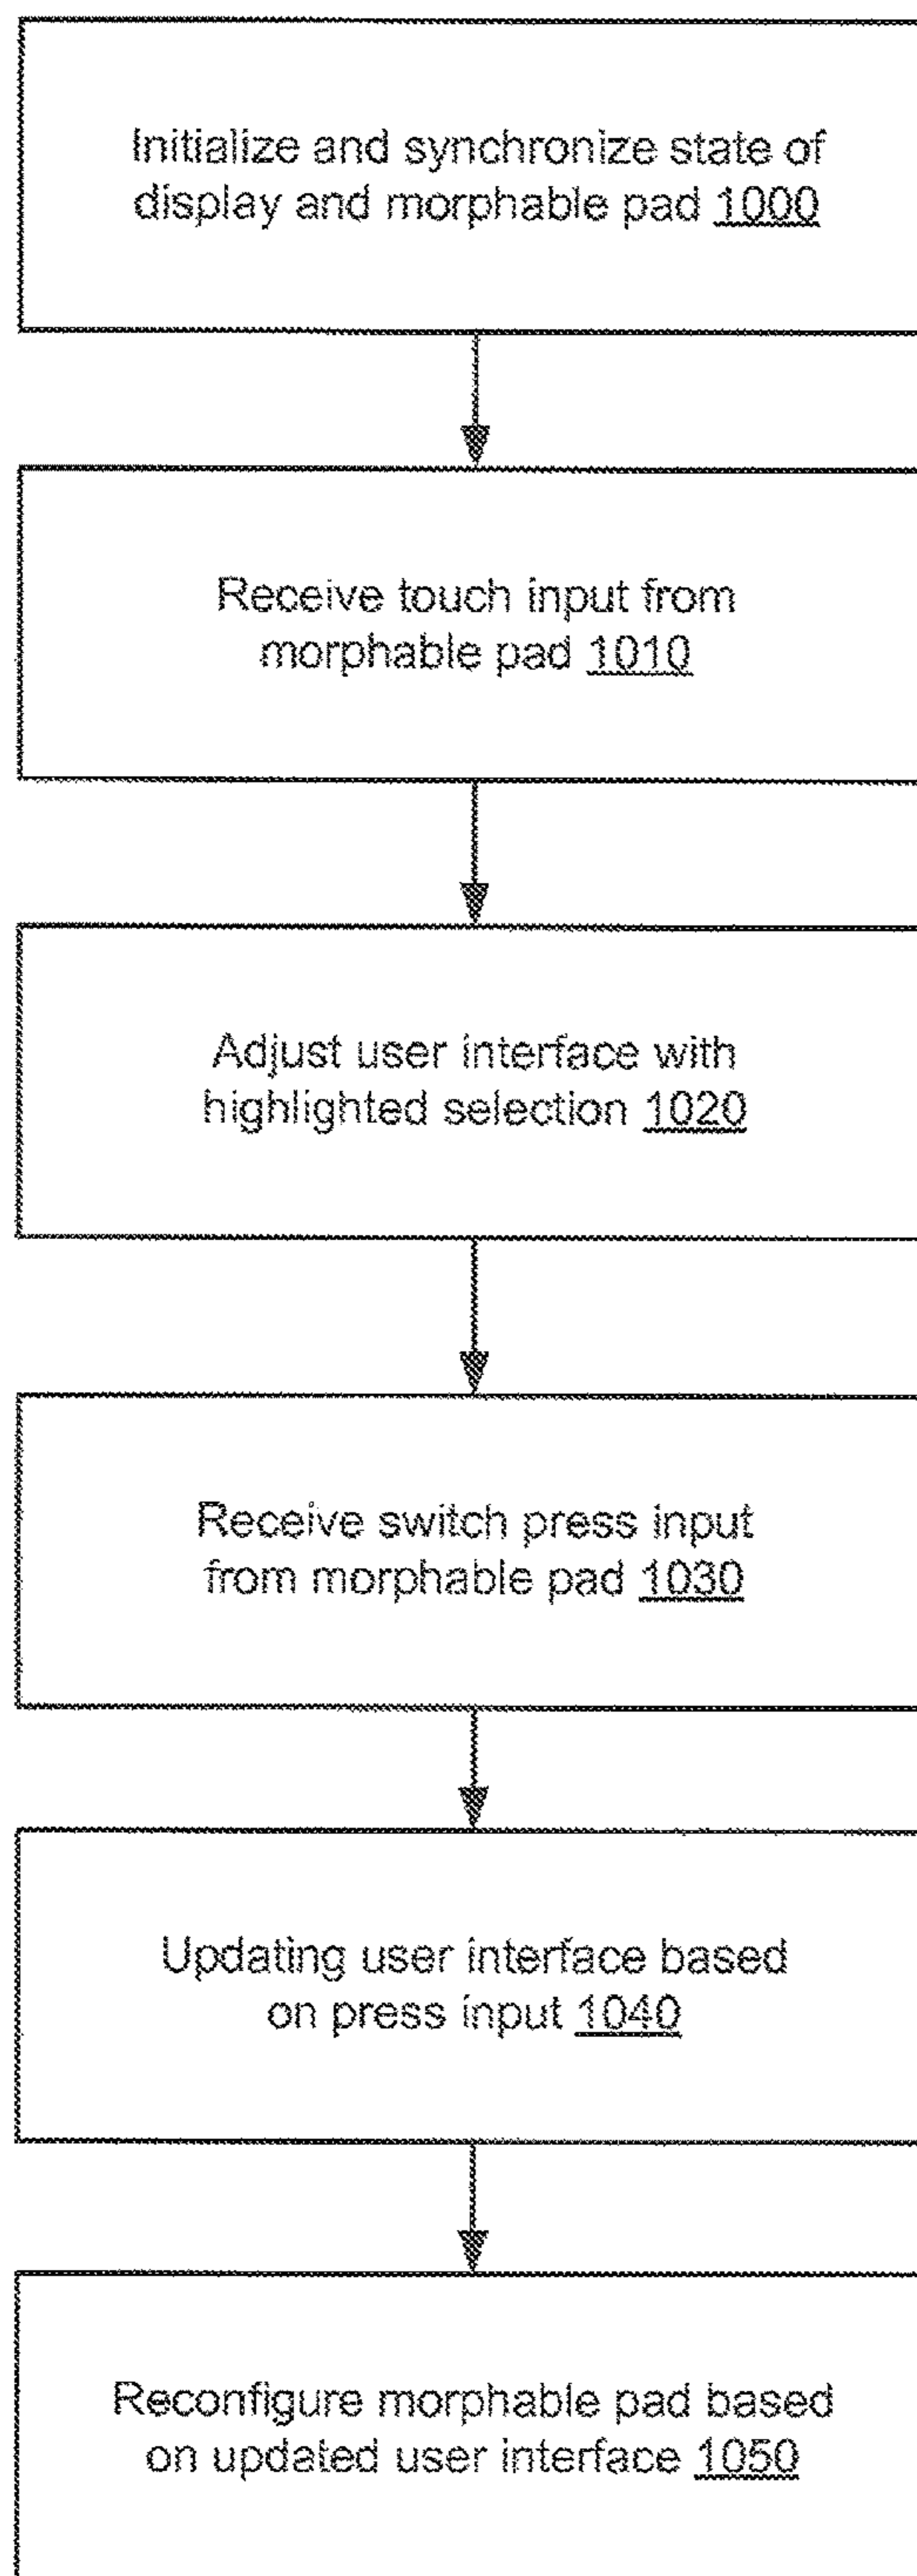 Initialize and synchronize state of
display and morphable pad 1000
Receive touch input from
morphable pad 1010
Adjust user interface with
highlighted selection 1020
Receive switch press input
from morphable pad 1030
Updating user interface based
on press input 1040
Reconfigure morphable pad based
on updated user interface 1050